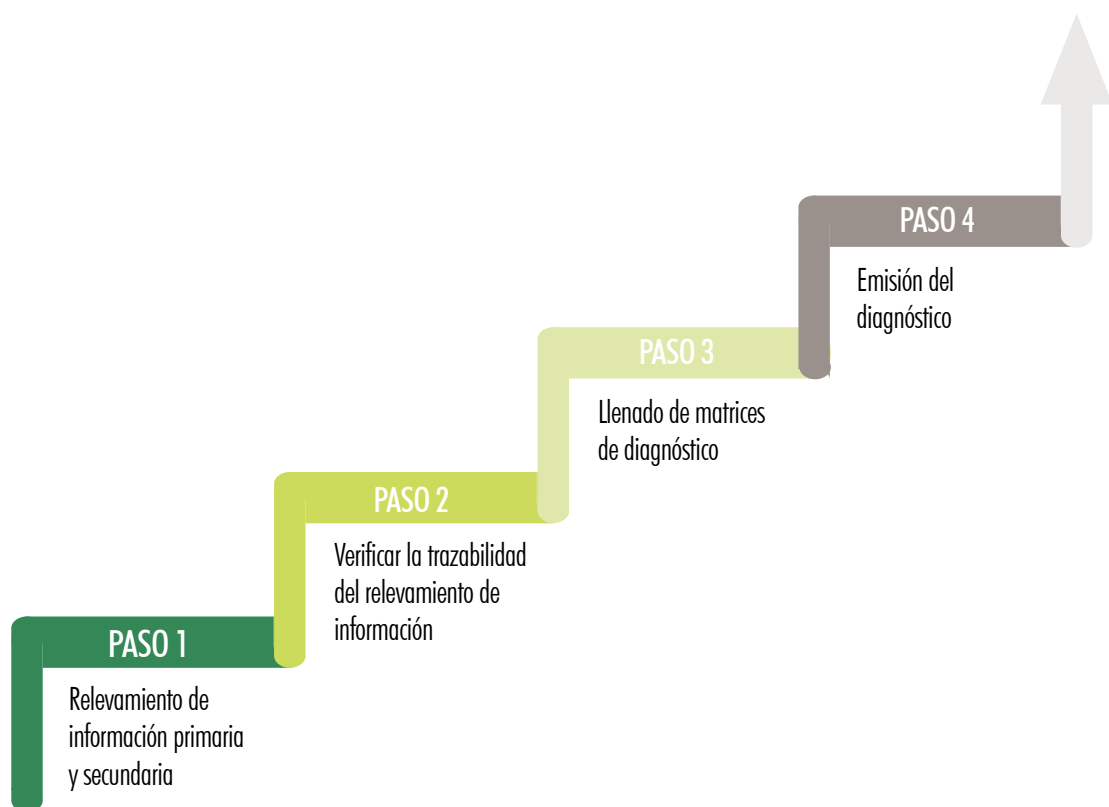 PASO 1
Relevamiento de
información primaria
y secundaria
PASO 2
Verificar la trazabilidad
del relevamiento de
información
PASO 3
Llenado de matrices
de diagnóstico
PASO 4
Emisión del
diagnóstico